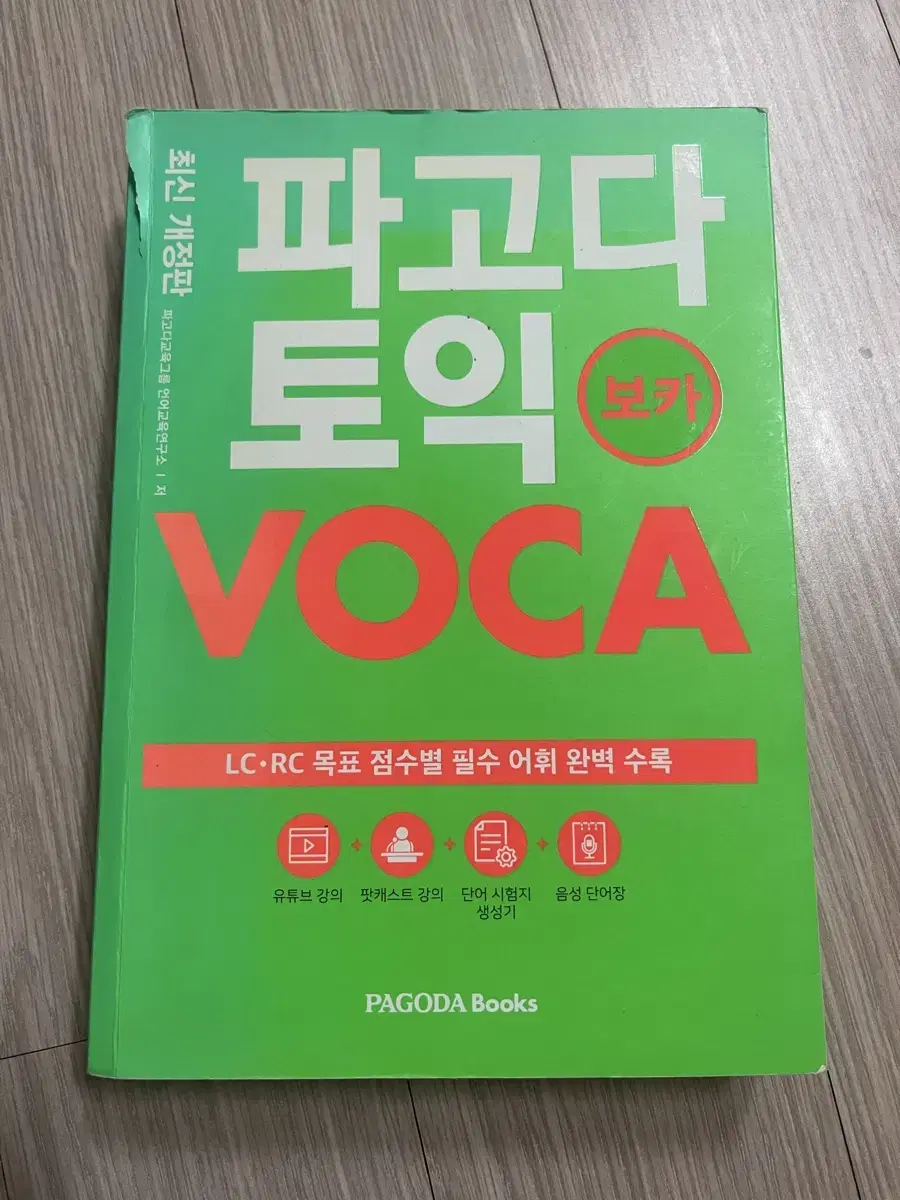 최신 개정판
파고다교육그룹 언어교육연구소 | 저
파고다
토익 보카
VOCA
LC•RC 목표 점수별 필수 어휘 완벽 수록
유튜브 강의 + 팟캐스트 강의 + 단어 시험지 생성기 + 음성 단어장
PAGODA Books